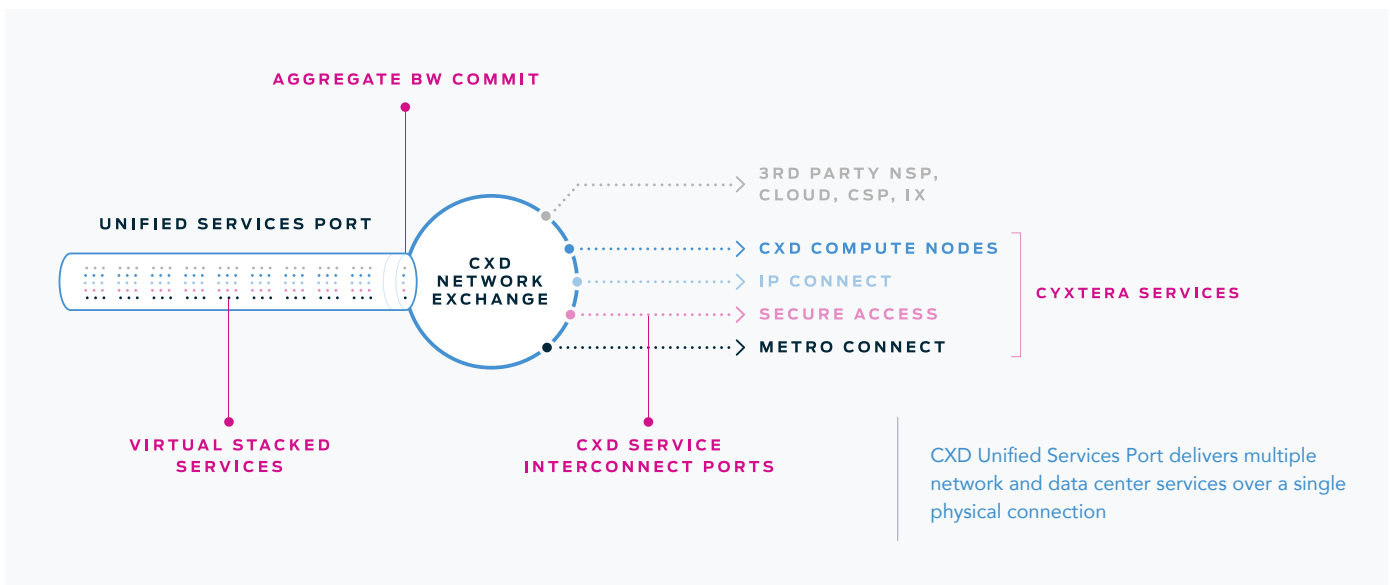 AGGREGATE BW COMMIT
3RD PARTY NSP,
CLOUD, CSP, IX
UNIFIED SERVICES PORT
CXD
NETWORK
EXCHANGE
CXD COMPUTE NODES
IP CONNECT
SECURE ACCESS
METRO CONNECT
CYXTERA SERVICES
VIRTUAL STACKED
SERVICES
CXD SERVICE
INTERCONNECT PORTS
CXD Unified Services Port delivers multiple
network and data center services over a single
physical connection